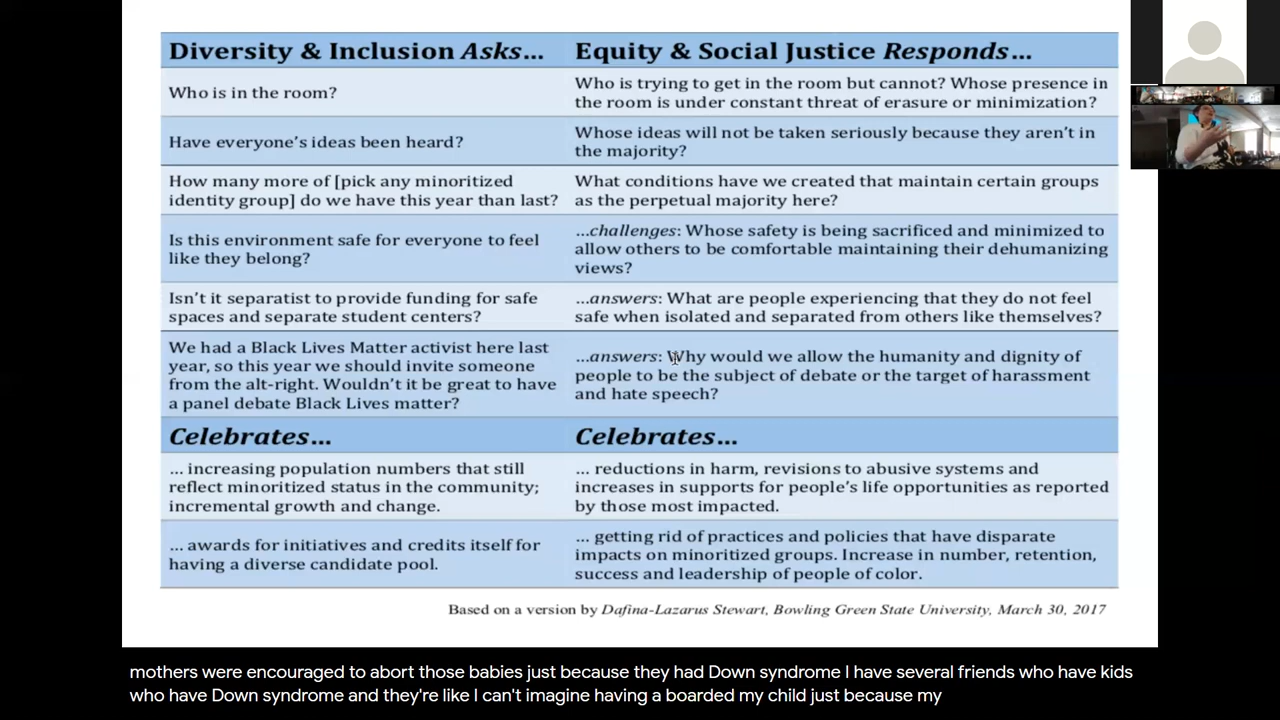 Diversity & Inclusion Asks…
Equity & Social Justice Responds…
Who is in the room?
Who is trying to get in the room but cannot? Whose presence in
the room is under constant threat of erasure or minimization?
Have everyone's ideas been heard?
Whose ideas will not be taken seriously because they aren't in
the majority?
How many more of [pick any minoritized
identity group] do we have this year than last?
What conditions have we created that maintain certain groups
as the perpetual majority here?
Is this environment safe for everyone to feel
like they belong?
…challenges: Whose safety is being sacrificed and minimized to
allow others to be comfortable maintaining their dehumanizing
views?
Isn't it separatist to provide funding for safe
spaces and separate student centers?
…answers: What are people experiencing that they do not feel
safe when isolated and separated from others like themselves?
We had a Black Lives Matter activist here last
year, so this year we should invite someone
from the alt-right. Wouldn't it be great to have
a panel debate Black Lives matter?
…answers: Why would we allow the humanity and dignity of
people to be the subject of debate or the target of harassment
and hate speech?
Celebrates…
Celebrates…
… increasing population numbers that still
reflect minoritized status in the community;
incremental growth and change.
… reductions in harm, revisions to abusive systems and
increases in supports for people's life opportunities as reported
by those most impacted.
… awards for initiatives and credits itself for
having a diverse candidate pool.
… getting rid of practices and policies that have disparate
impacts on minoritized groups. Increase in number, retention,
success and leadership of people of color.
Based on a version by Dafina-Lazarus Stewart, Bowling Green State University, March 30, 2017
mothers were encouraged to abort those babies just because they had Down syndrome I have several friends who have kids
who have Down syndrome and they're like I can't imagine having a boarded my child just because my